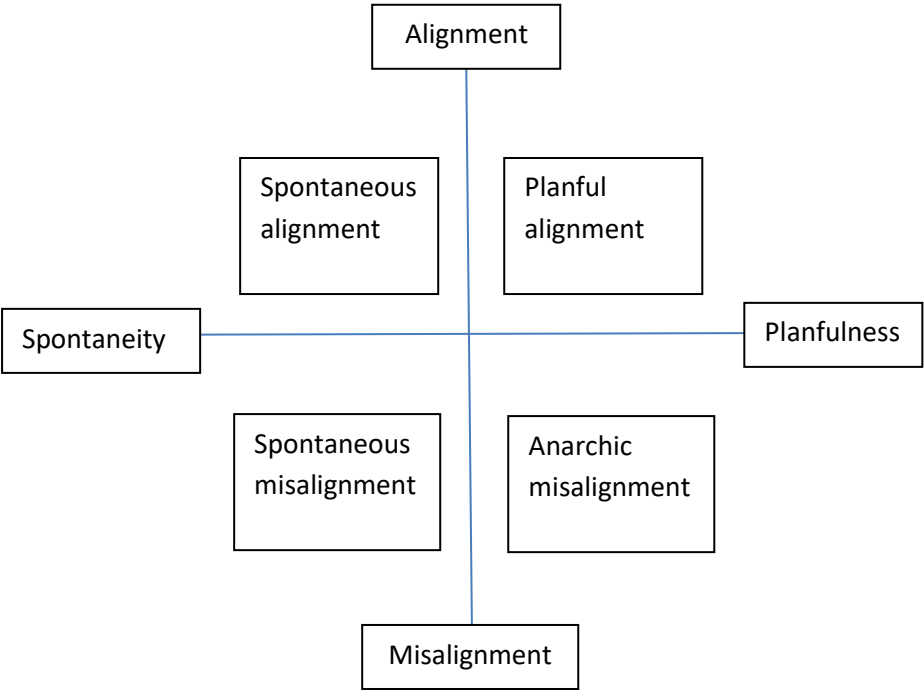 Alignment
Spontaneous
alignment
Planful
alignment
Spontaneity
Planfulness
Spontaneous
misalignment
Anarchic
misalignment
Misalignment